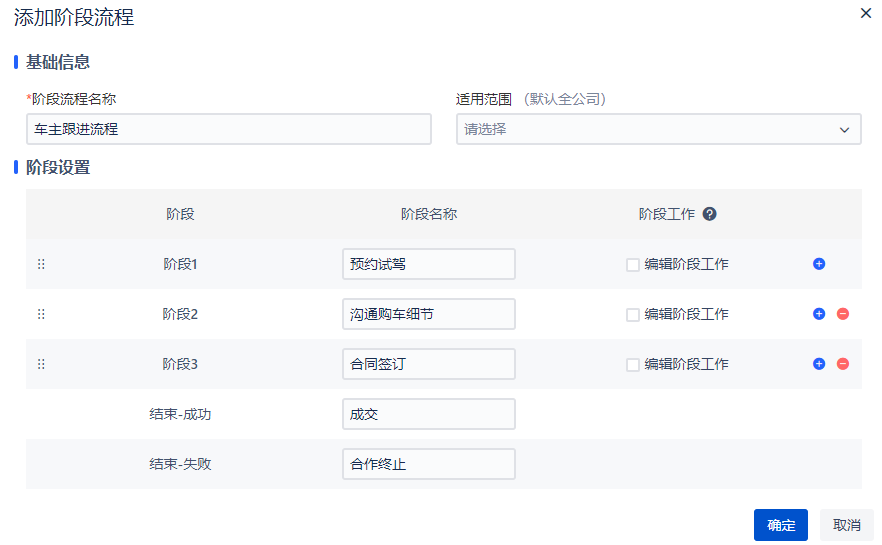 添加阶段流程
基础信息
*阶段流程名称
适用范围 （默认全公司）
车主跟进流程
请选择
阶段设置
阶段 阶段名称 阶段工作
阶段1 预约试驾 编辑阶段工作
阶段2 沟通购车细节 编辑阶段工作
阶段3 合同签订 编辑阶段工作
结束-成功 成交
结束-失败 合作终止
确定 取消